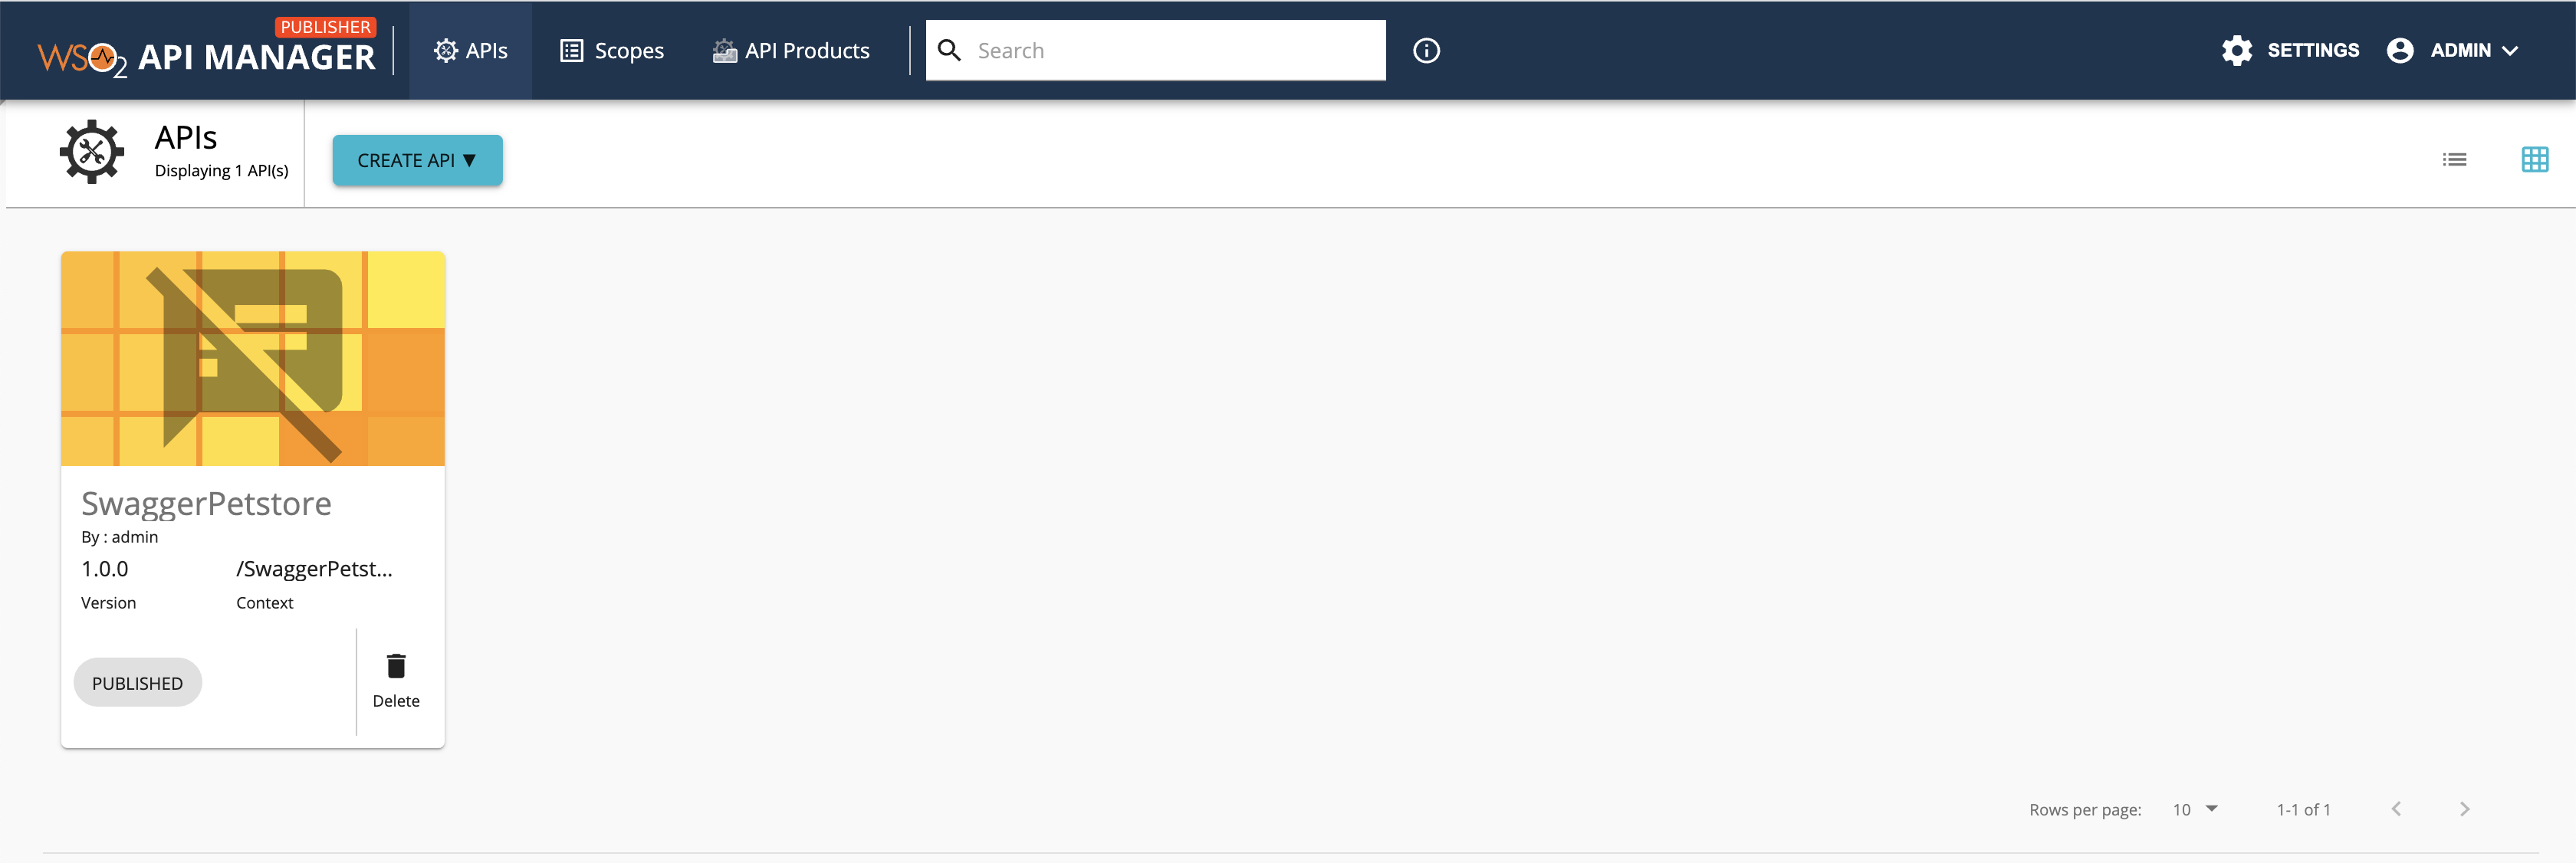 PUBLISHER
WSO2 API MANAGER
APIs
Scopes
API Products
Search
SETTINGS
ADMIN
APIs
Displaying 1 API(s)
CREATE API ▼
SwaggerPetstore
By : admin
1.0.0
/SwaggerPetst...
Version
Context
PUBLISHED
Delete
Rows per page:
10
1-1 of 1